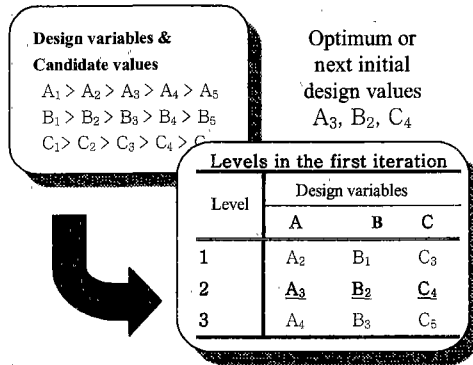 Design variables &
Candidate values
A₁ > A₂ > A₃ > A₄ > A₅
B₁ > B₂ > B₃ > B₄ > B₅
C₁ > C₂ > C₃ > C₄ > C
Optimum or
next initial
design values
A₃, B₂, C₄
Levels in the first iteration
Level Design variables
A B C
1 A₂ B₁ C₃
2 A₃ B₂ C₄
3 A₄ B₃ C₅